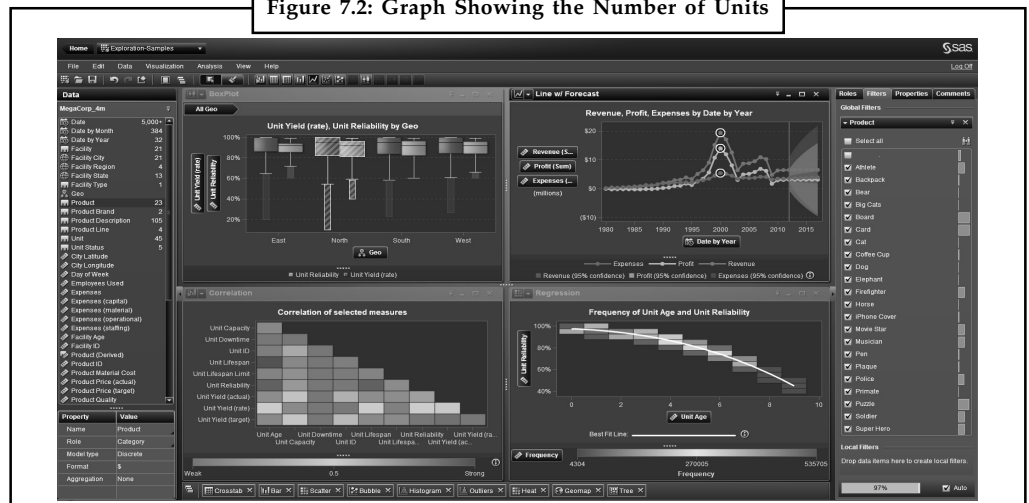 Figure 7.2: Graph Showing the Number of Units
Home Exploration-Samples
sas
File Edit Data Visualization Analysis View Help
Log Off
Data
MegaCorp_4m
Date 5,000+
Date by Month 384
Date by Year 32
Facility 21
Facility City 21
Facility Region 4
Facility State 13
Facility Type 1
Geo
Product 23
Product Brand 2
Product Description 105
Product Line 4
Unit 45
Unit Status 5
City Latitude
City Longitude
Day of Week
Employees Used
Expenses
Expenses (capital)
Expenses (material)
Expenses (operational)
Expenses (staffing)
Facility Age
Facility ID
Product (Derived)
Product ID
Product Material Cost
Product Price (actual)
Product Price (target)
Product Quality
Property Value
Name Product
Role Category
Model type Discrete
Format $
Aggregation None
BoxPlot
All Geo
Unit Yield (rate), Unit Reliability by Geo
Unit Yield (rate)
Unit Reliability
100%
80%
60%
40%
20%
East North South West
Geo
Unit Reliability Unit Yield (rate)
Line w/ Forecast
Revenue, Profit, Expenses by Date by Year
Revenue (S...
Profit (Sum)
Expenses (...
(millions)
$20
$10
$0
($10)
1980 1985 1990 1995 2000 2005 2010 2015
Date by Year
Expenses Profit Revenue
Revenue (95% confidence) Profit (95% confidence) Expenses (95% confidence)
Correlation
Correlation of selected measures
Unit Capacity
Unit Downtime
Unit ID
Unit Lifespan
Unit Lifespan Limit
Unit Reliability
Unit Yield (actual)
Unit Yield (rate)
Unit Yield (target)
Unit Age Unit Downtime Unit Lifespan Unit Reliability Unit Yield (ra...
Unit Capacity Unit ID Unit Lifespa... Unit Yield (ac...
Weak 0.5 Strong
Regression
Frequency of Unit Age and Unit Reliability
Unit Reliability
100%
80%
60%
40%
0 2 4 6 8 10
Unit Age
Best Fit Line:
Frequency
4304 270005 535705
Frequency
Crosstab Bar Scatter Bubble Histogram Outliers Heat Geomap Tree
Roles Filters Properties Comments
Global Filters
Product
Select all
.
Athlete
Backpack
Bear
Big Cats
Board
Card
Cat
Coffee Cup
Dog
Elephant
Firefighter
Horse
iPhone Cover
Movie Star
Musician
Pen
Plaque
Police
Primate
Puzzle
Soldier
Super Hero
Local Filters
Drop data items here to create local filters.
97% Auto